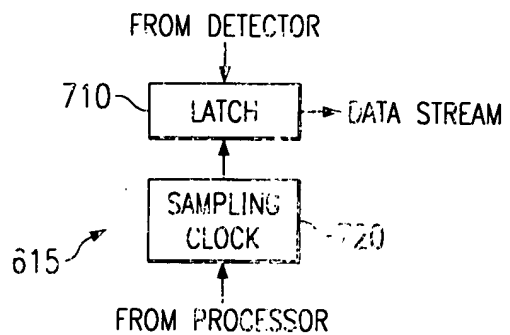 FROM DETECTOR
710
LATCH
DATA STREAM
SAMPLING
CLOCK
720
615
FROM PROCESSOR